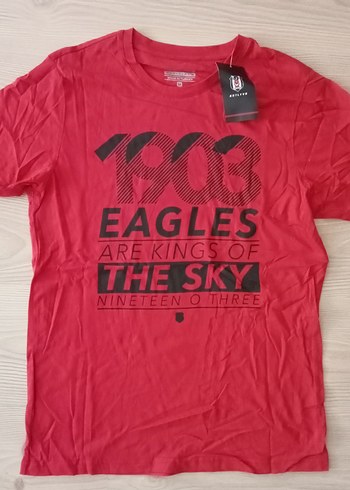 1903
EAGLES
ARE KINGS OF
THE SKY
NINETEEN O THREE